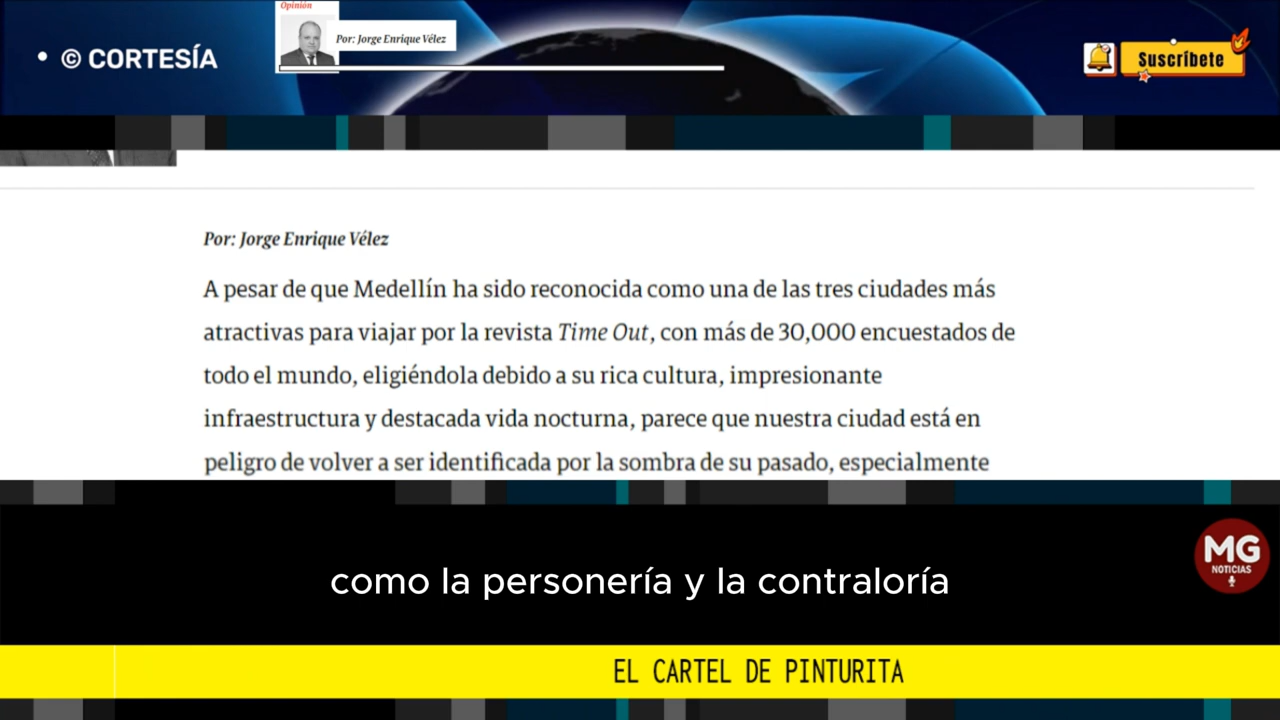 Opinión
Por: Jorge Enrique Vélez
• © CORTESÍA
Suscríbete
Por: Jorge Enrique Vélez
A pesar de que Medellín ha sido reconocida como una de las tres ciudades más
atractivas para viajar por la revista Time Out, con más de 30,000 encuestados de
todo el mundo, eligiéndola debido a su rica cultura, impresionante
infraestructura y destacada vida nocturna, parece que nuestra ciudad está en
peligro de volver a ser identificada por la sombra de su pasado, especialmente
MG
NOTICIAS
como la personería y la contraloría
EL CARTEL DE PINTURITA